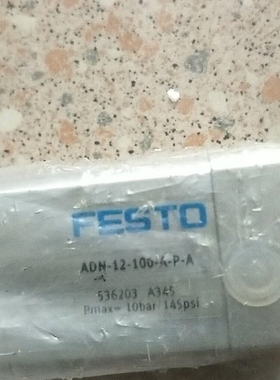 FESTO
ADN-12-100-A-P-A
536203 A345
Pmax= 10bar 145psi